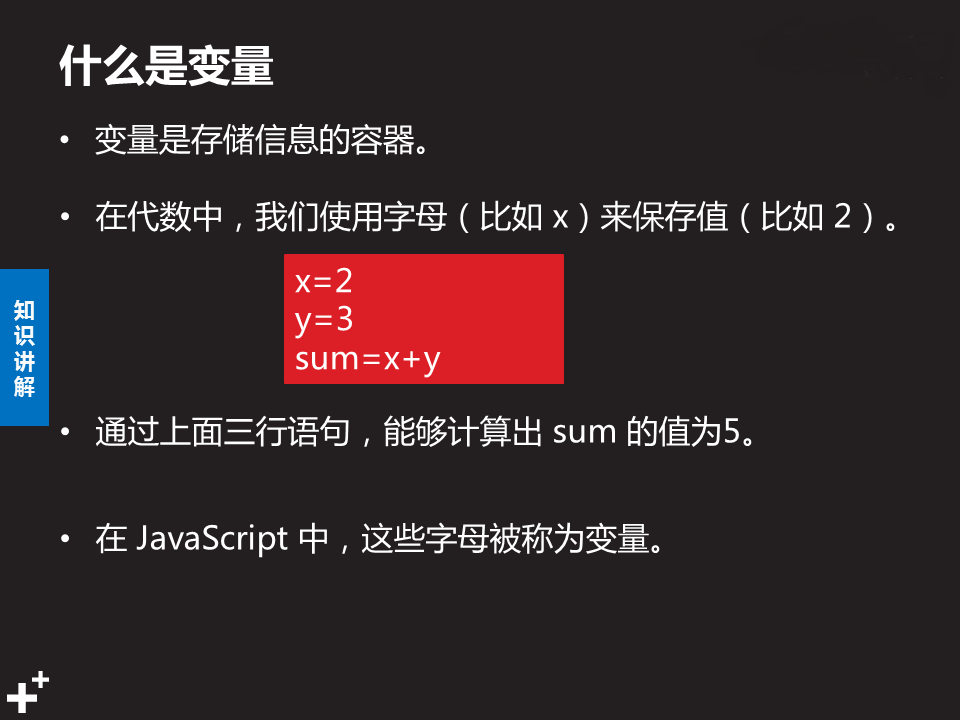 什么是变量
• 变量是存储信息的容器。
• 在代数中，我们使用字母（比如 x）来保存值（比如 2）。
x=2
y=3
sum=x+y
知识讲解
• 通过上面三行语句，能够计算出 sum 的值为5。
• 在 JavaScript 中，这些字母被称为变量。